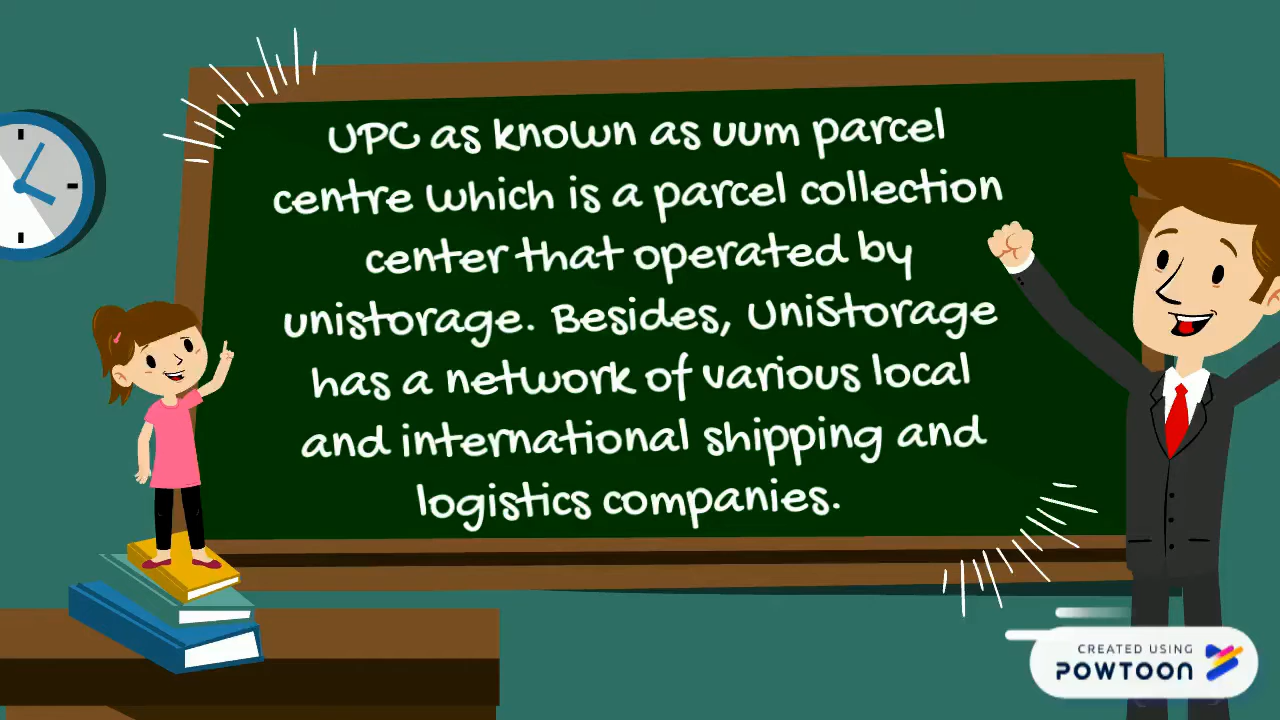 UPC as known as uum parcel
centre which is a parcel collection
center that operated by
unistorage. Besides, UniStorage
has a network of various local
and international shipping and
logistics companies.
CREATED USING
POWTOON